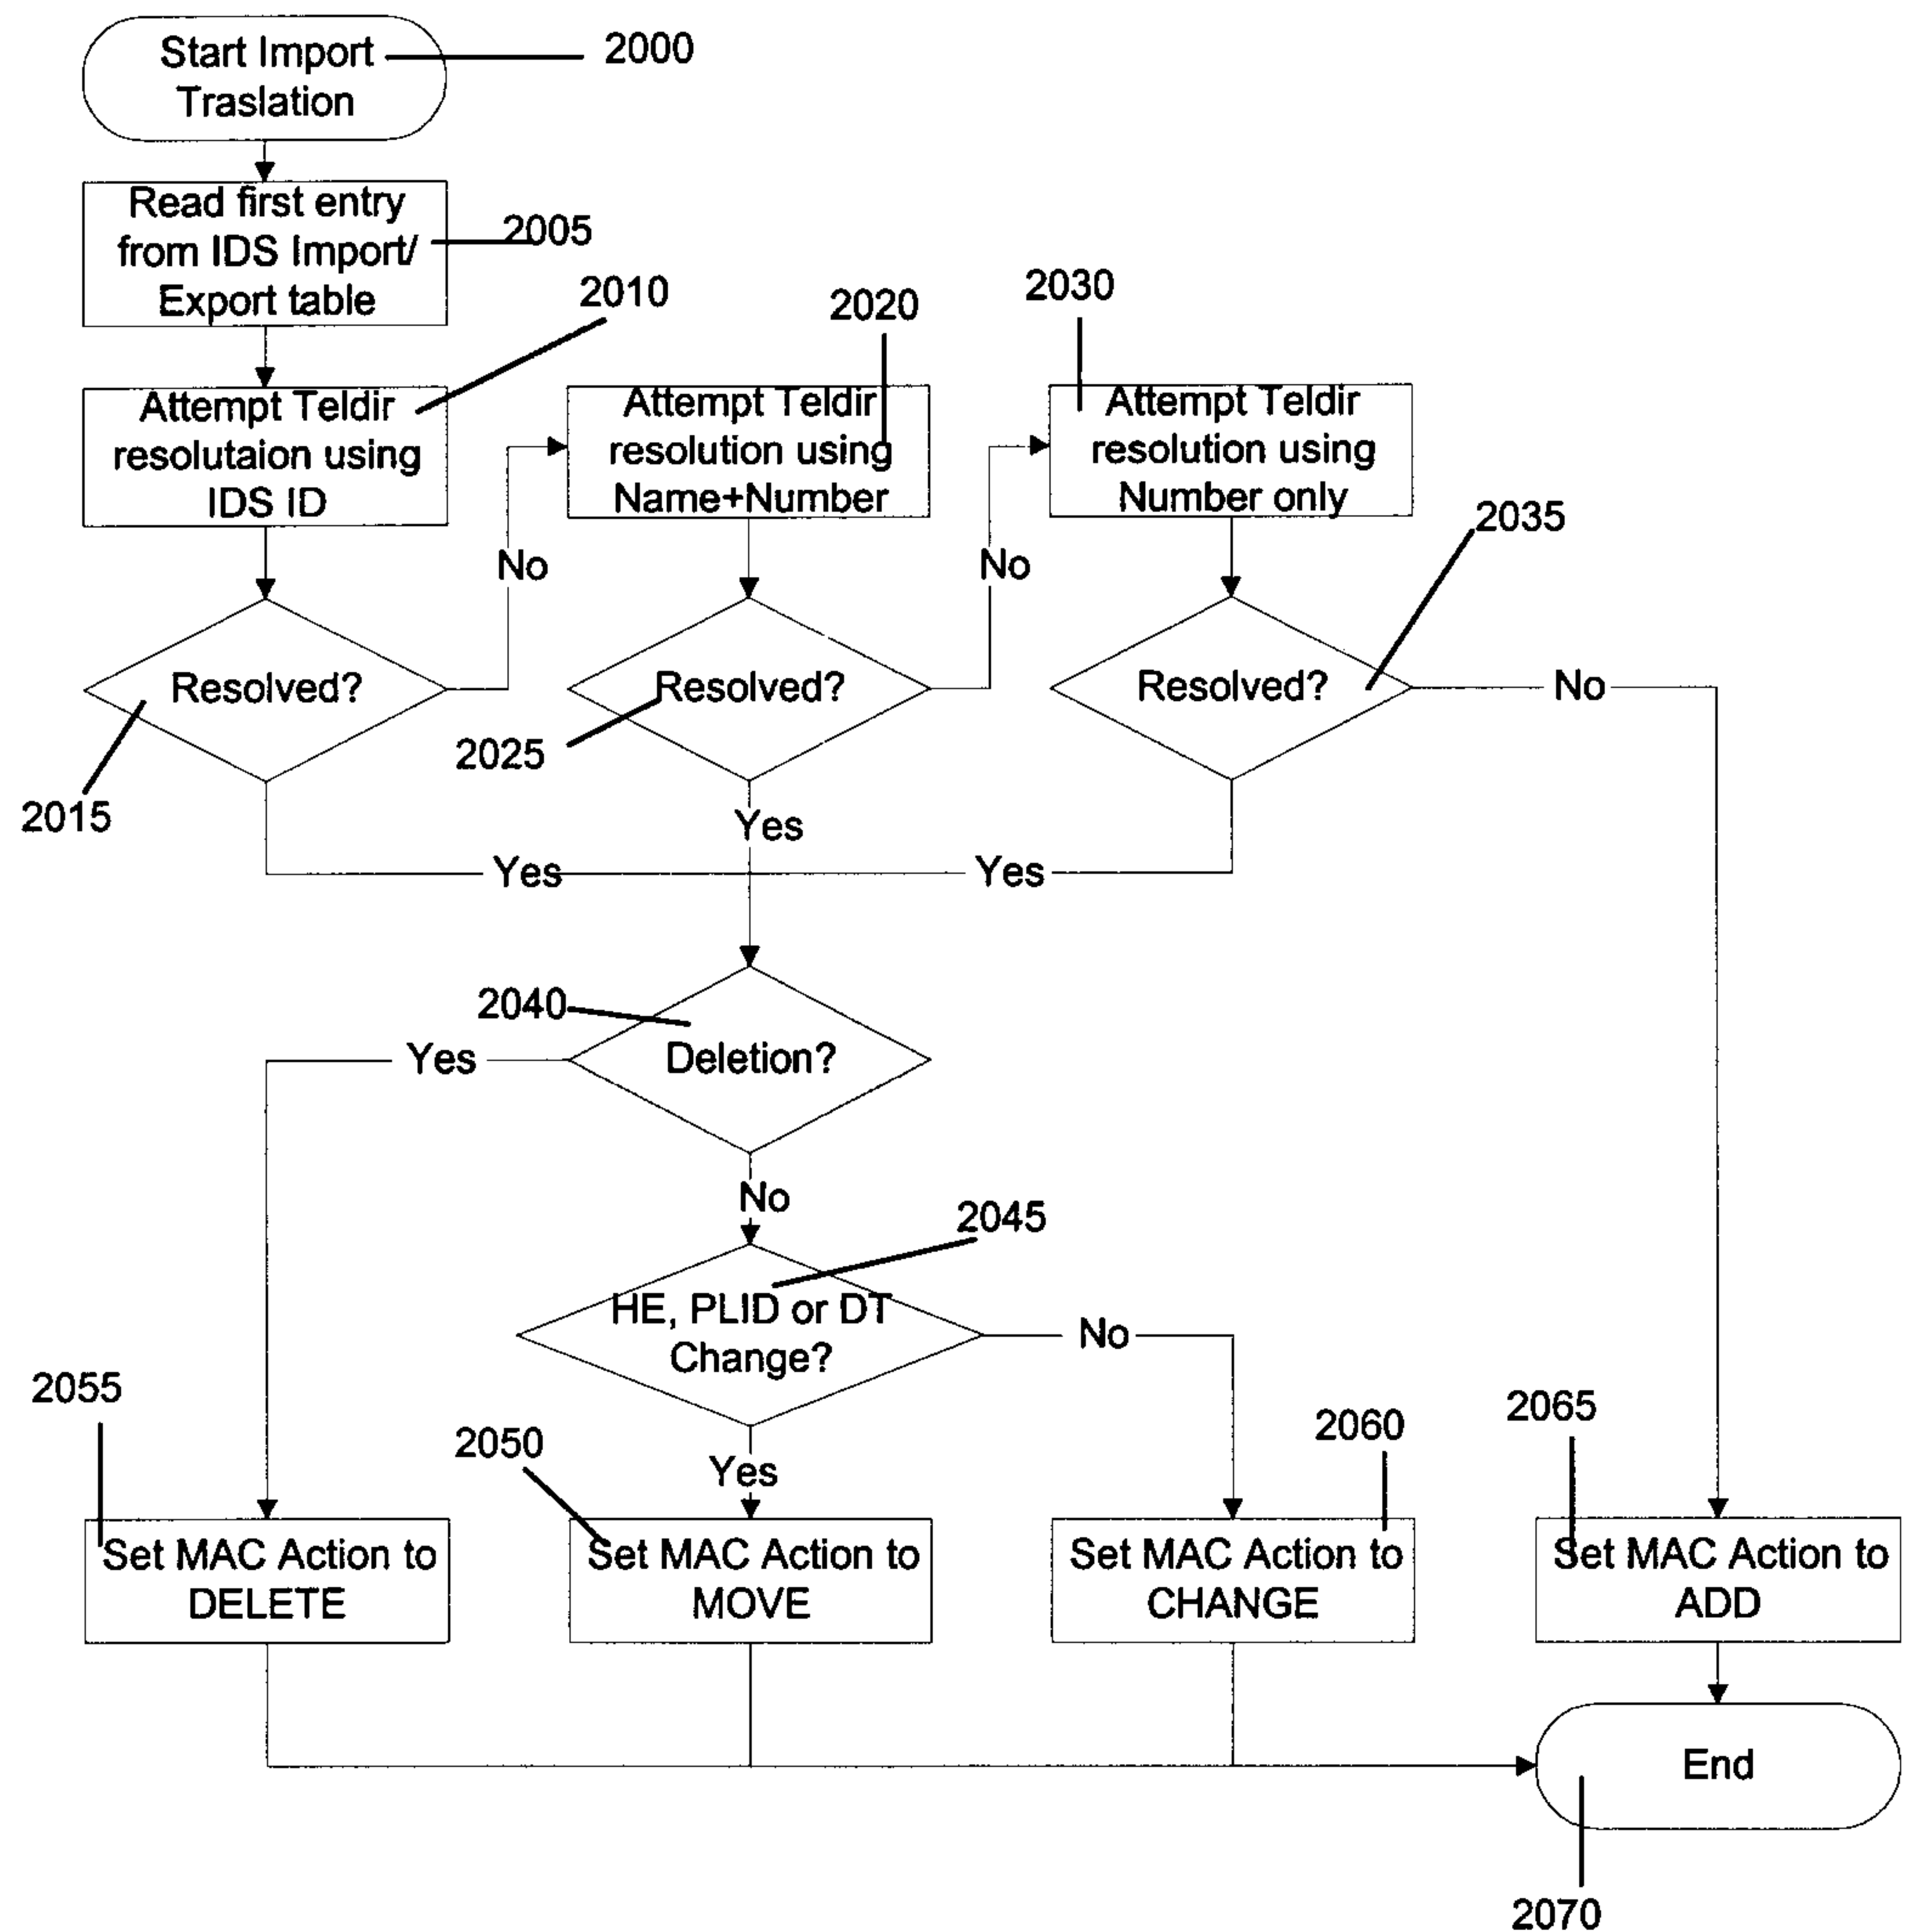 Start Import
Traslation
2000
Read first entry
from IDS Import/
Export table
2005
2010
2020
2030
Attempt Teldir
resolutaion using
IDS ID
Attempt Teldir
resolution using
Name+Number
Attempt Teldir
resolution using
Number only
2035
No
No
Resolved?
Resolved?
Resolved?
No
2015
2025
Yes
Yes
Yes
2040
Deletion?
Yes
No
2045
HE, PLID or DT
Change?
No
2055
2050
Yes
2060
2065
Set MAC Action to
DELETE
Set MAC Action to
MOVE
Set MAC Action to
CHANGE
Set MAC Action to
ADD
End
2070